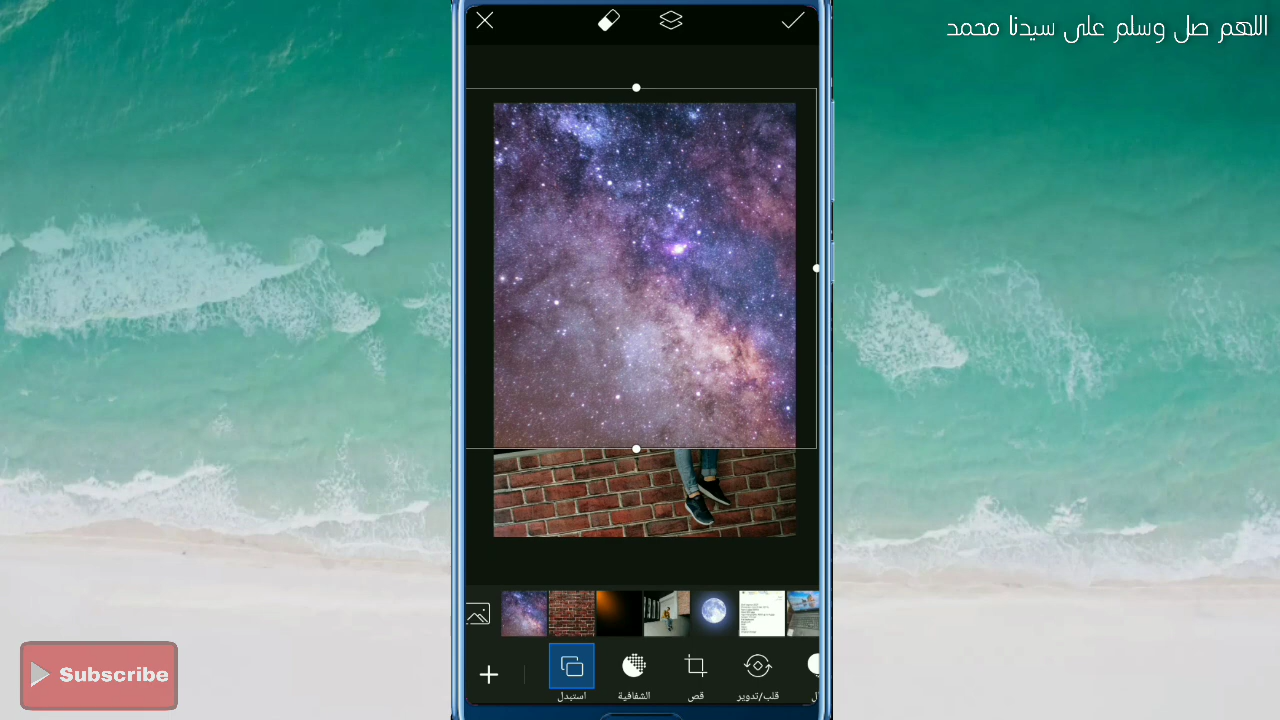 اللهم صل وسلم على سيدنا محمد
استبدل
الشفافية
قص
قلب/تدوير
Subscribe